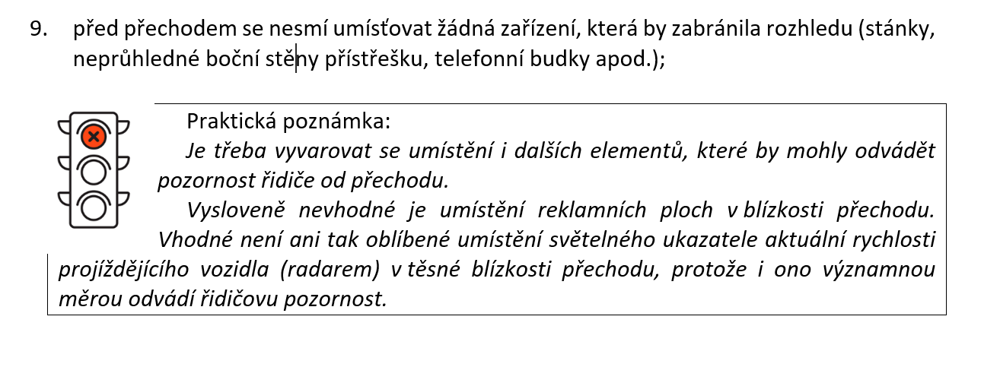 9. před přechodem se nesmí umísťovat žádná zařízení, která by zabránila rozhledu (stánky,
neprůhledné boční stěny přístřešku, telefonní budky apod.);
Praktická poznámka:
Je třeba vyvarovat se umístění i dalších elementů, které by mohly odvádět
pozornost řidiče od přechodu.
Vysloveně nevhodné je umístění reklamních ploch v blízkosti přechodu.
Vhodné není ani tak oblíbené umístění světelného ukazatele aktuální rychlosti
projíždějícího vozidla (radarem) v těsné blízkosti přechodu, protože i ono významnou
měrou odvádí řidičovu pozornost.